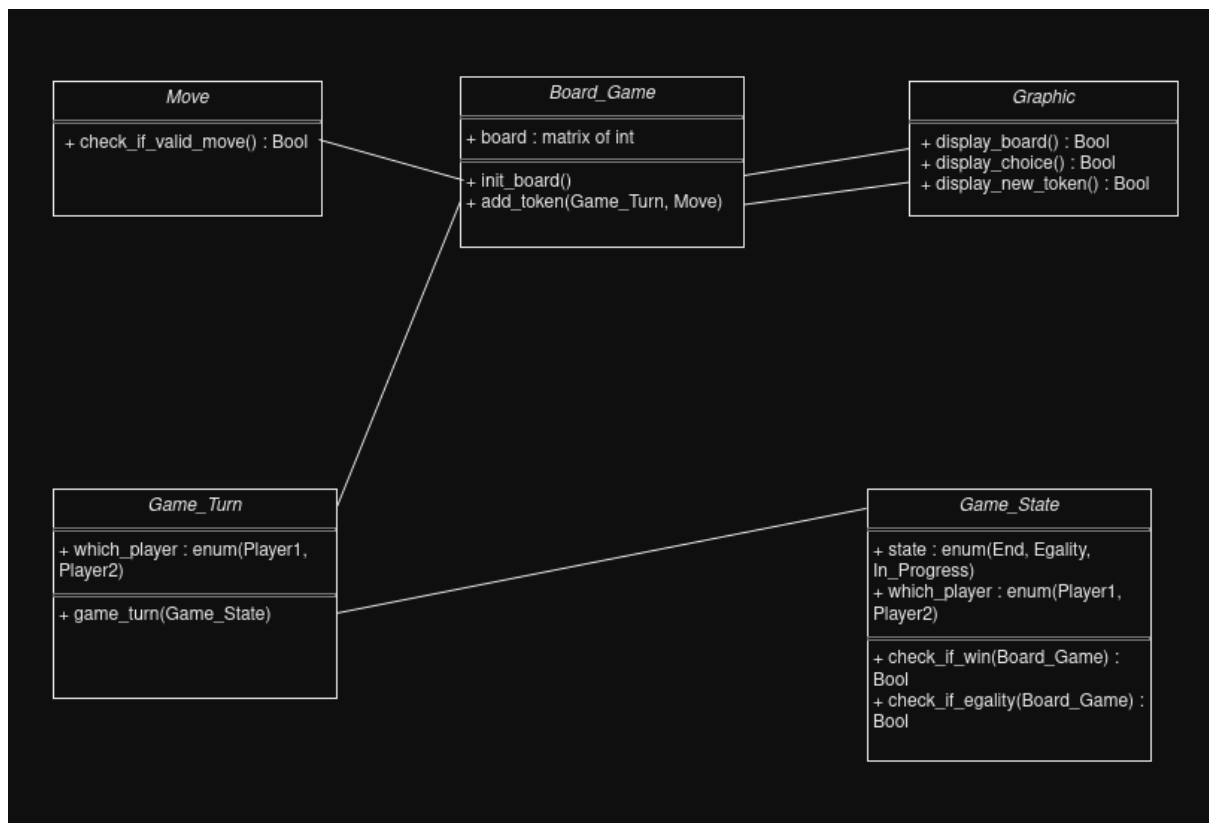 Move
+ check_if_valid_move() : Bool
Board_Game
+ board : matrix of int
+ init_board()
+ add_token(Game_Turn, Move)
Graphic
+ display_board() : Bool
+ display_choice() : Bool
+ display_new_token() : Bool
Game_Turn
+ which_player : enum(Player1,
Player2)
+ game_turn(Game_State)
Game_State
+ state : enum(End, Egality,
In_Progress)
+ which_player : enum(Player1,
Player2)
+ check_if_win(Board_Game) :
Bool
+ check_if_egality(Board_Game) :
Bool